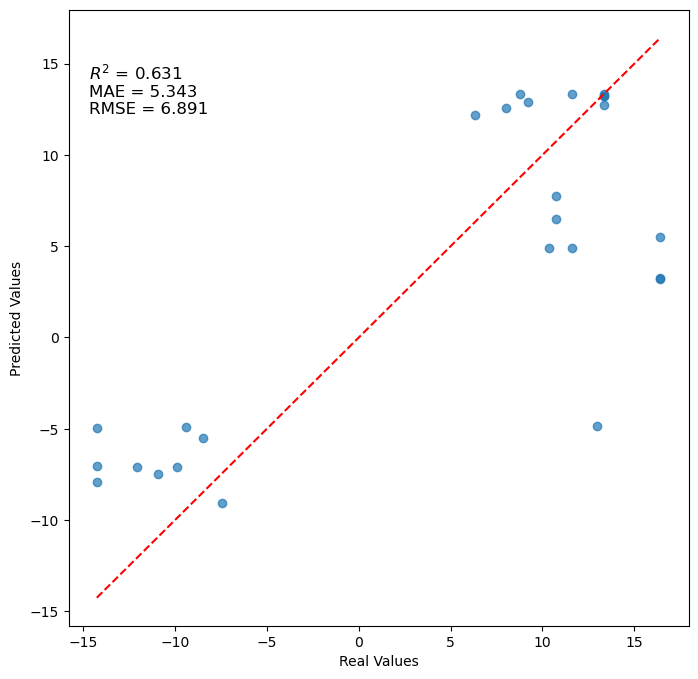 R² = 0.631
MAE = 5.343
RMSE = 6.891
15
10
5
0
−5
−10
−15
Predicted Values
−15 −10 −5 0 5 10 15
Real Values